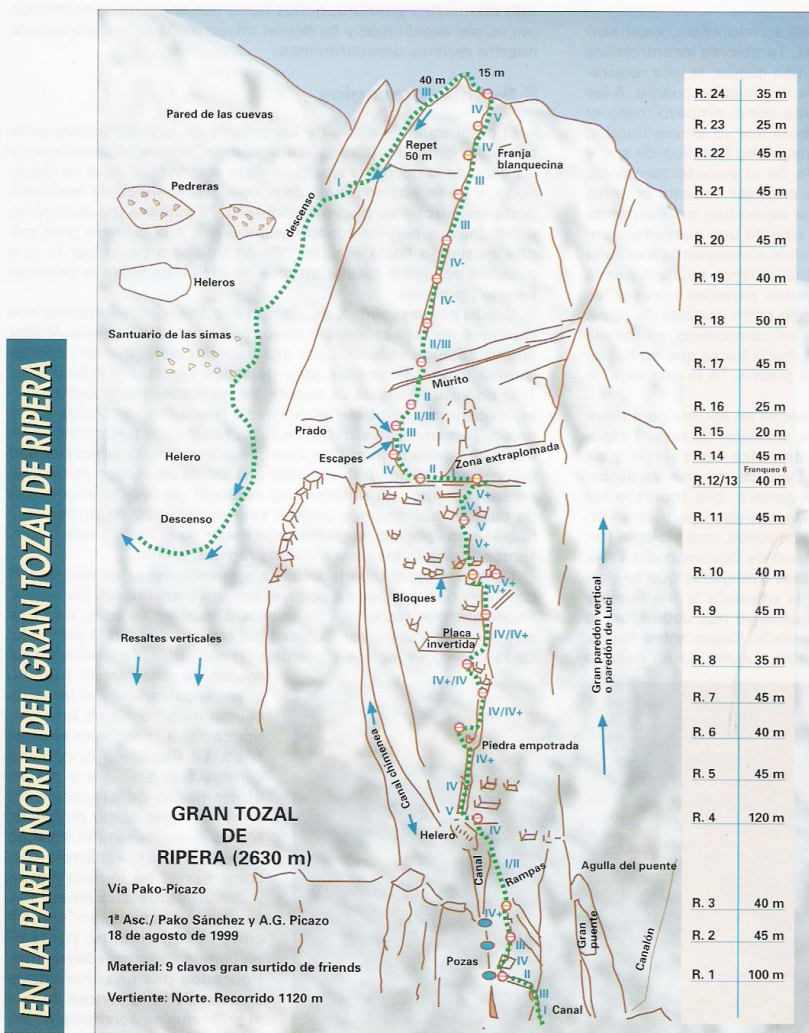 EN LA PARED NORTE DEL GRAN TOZAL DE RIPERA
40 m
15 m
III
IV
V
Pared de las cuevas
Repet
50 m
IV
Franja
blanquecina
I
III
Pedreras
descenso
III
Heleros
IV-
IV-
Santuario de las simas
II/III
Murito
II
II/III
Prado
III
Escapes
IV
IV
II
Zona extraplomada
Helero
V+
V
V
Descenso
V+
V+
IV+
Bloques
IV/IV+
Placa
invertida
Resaltes verticales
IV+/IV
IV/IV+
Gran paredón vertical
o paredón de Luci
Piedra empotrada
Canal chimenea
IV+
IV
V
IV
Helero
GRAN TOZAL
DE
RIPERA (2630 m)
I/II
Canal
Rampas
Agulla del puente
Vía Pako-Picazo
1ª Asc./ Pako Sánchez y A.G. Picazo
18 de agosto de 1999
Material: 9 clavos gran surtido de friends
Vertiente: Norte. Recorrido 1120 m
IV+
III
IV
II
III
I
Pozas
Gran
puente
Canalón
Canal
R. 24 35 m
R. 23 25 m
R. 22 45 m
R. 21 45 m
R. 20 45 m
R. 19 40 m
R. 18 50 m
R. 17 45 m
R. 16 25 m
R. 15 20 m
R. 14 45 m
Franqueo 6
R.12/13 40 m
R. 11 45 m
R. 10 40 m
R. 9 45 m
R. 8 35 m
R. 7 45 m
R. 6 40 m
R. 5 45 m
R. 4 120 m
R. 3 40 m
R. 2 45 m
R. 1 100 m